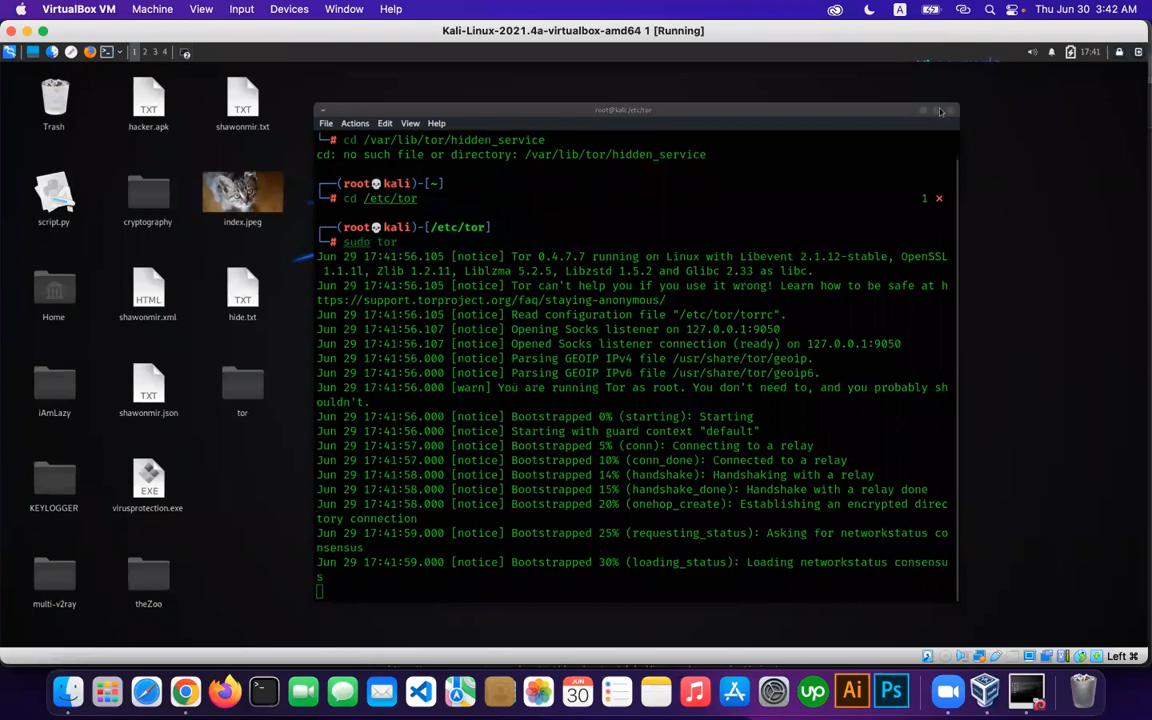 VirtualBox VM Machine View Input Devices Window Help
A
Thu Jun 30 3:42 AM
Kali-Linux-2021.4a-virtualbox-amd64 1 [Running]
1 2 3 4
17:41
root@kali:/etc/tor
File Actions Edit View Help
└─# cd /var/lib/tor/hidden_service
cd: no such file or directory: /var/lib/tor/hidden_service
┌──(root💀kali)-[~]
└─# cd /etc/tor
1 ⨯
┌──(root💀kali)-[/etc/tor]
└─# sudo tor
Jun 29 17:41:56.105 [notice] Tor 0.4.7.7 running on Linux with Libevent 2.1.12-stable, OpenSSL
1.1.1l, Zlib 1.2.11, Liblzma 5.2.5, Libzstd 1.5.2 and Glibc 2.33 as libc.
Jun 29 17:41:56.105 [notice] Tor can't help you if you use it wrong! Learn how to be safe at h
ttps://support.torproject.org/faq/staying-anonymous/
Jun 29 17:41:56.105 [notice] Read configuration file "/etc/tor/torrc".
Jun 29 17:41:56.107 [notice] Opening Socks listener on 127.0.0.1:9050
Jun 29 17:41:56.107 [notice] Opened Socks listener connection (ready) on 127.0.0.1:9050
Jun 29 17:41:56.000 [notice] Parsing GEOIP IPv4 file /usr/share/tor/geoip.
Jun 29 17:41:56.000 [notice] Parsing GEOIP IPv6 file /usr/share/tor/geoip6.
Jun 29 17:41:56.000 [warn] You are running Tor as root. You don't need to, and you probably sh
ouldn't.
Jun 29 17:41:56.000 [notice] Bootstrapped 0% (starting): Starting
Jun 29 17:41:56.000 [notice] Starting with guard context "default"
Jun 29 17:41:57.000 [notice] Bootstrapped 5% (conn): Connecting to a relay
Jun 29 17:41:57.000 [notice] Bootstrapped 10% (conn_done): Connected to a relay
Jun 29 17:41:58.000 [notice] Bootstrapped 14% (handshake): Handshaking with a relay
Jun 29 17:41:58.000 [notice] Bootstrapped 15% (handshake_done): Handshake with a relay done
Jun 29 17:41:58.000 [notice] Bootstrapped 20% (onehop_create): Establishing an encrypted direc
tory connection
Jun 29 17:41:59.000 [notice] Bootstrapped 25% (requesting_status): Asking for networkstatus co
nsensus
Jun 29 17:41:59.000 [notice] Bootstrapped 30% (loading_status): Loading networkstatus consensu
s
TXT TXT
Trash hacker.apk shawonmir.txt
script.py cryptography index.jpeg
HTML TXT
Home shawonmir.xml hide.txt
TXT
iAmLazy shawonmir.json tor
EXE
KEYLOGGER virusprotection.exe
multi-v2ray theZoo
Left ⌘
JUN
30
up
Ai
Ps